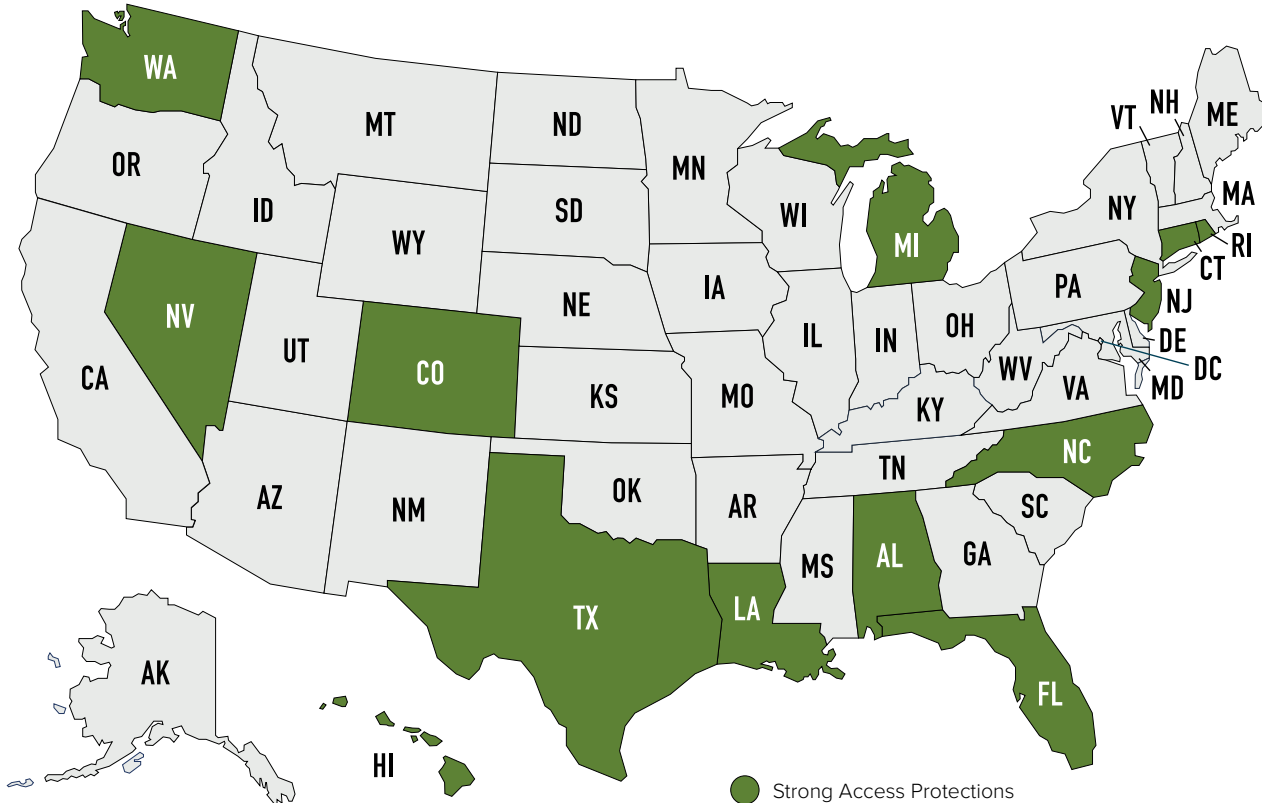 WA
MT
ND
MN
VT
NH
ME
OR
ID
SD
WI
NY
MA
WY
MI
RI
CT
IA
PA
NV
NE
NJ
UT
CO
IL
IN
OH
DE
DC
CA
KS
MO
WV
VA
MD
KY
NC
AZ
NM
OK
TN
AR
SC
MS
AL
GA
TX
LA
AK
FL
HI
Strong Access Protections